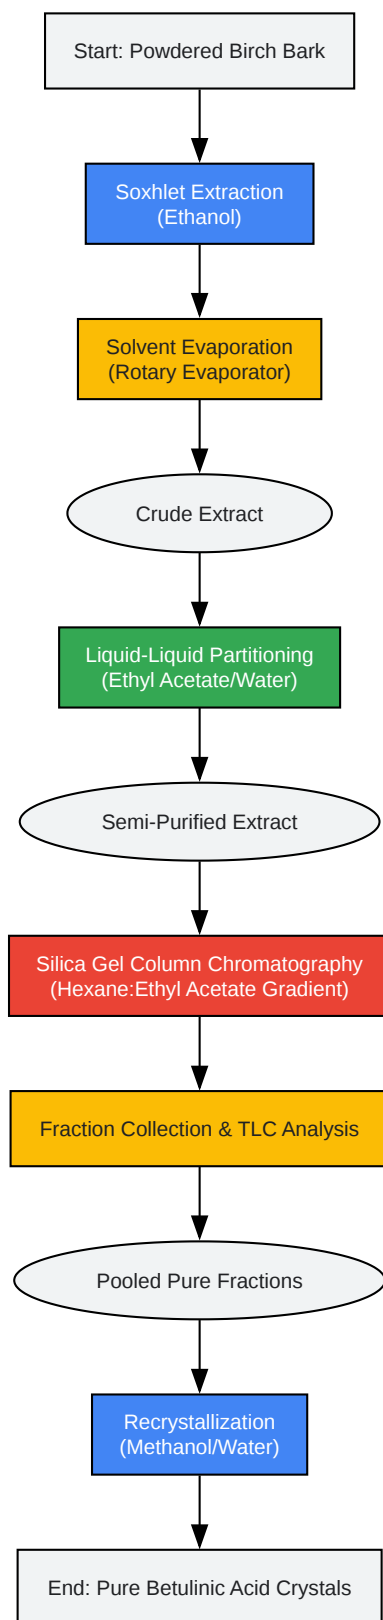 Start: Powdered Birch Bark
Soxhlet Extraction
(Ethanol)
Solvent Evaporation
(Rotary Evaporator)
Crude Extract
Liquid-Liquid Partitioning
(Ethyl Acetate/Water)
Semi-Purified Extract
Silica Gel Column Chromatography
(Hexane:Ethyl Acetate Gradient)
Fraction Collection & TLC Analysis
Pooled Pure Fractions
Recrystallization
(Methanol/Water)
End: Pure Betulinic Acid Crystals